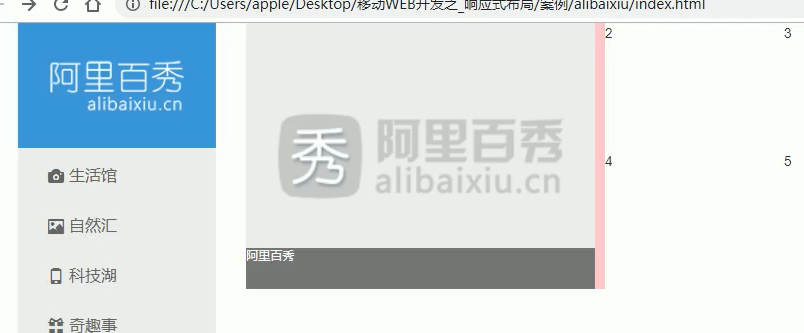 file:///C:/Users/apple/Desktop/移动WEB开发之_响应式布局/案例/alibaixiu/index.html
阿里百秀
alibaixiu.cn
生活馆
自然汇
科技湖
奇趣事
秀 阿里百秀
alibaixiu.cn
阿里百秀
2 3
4 5